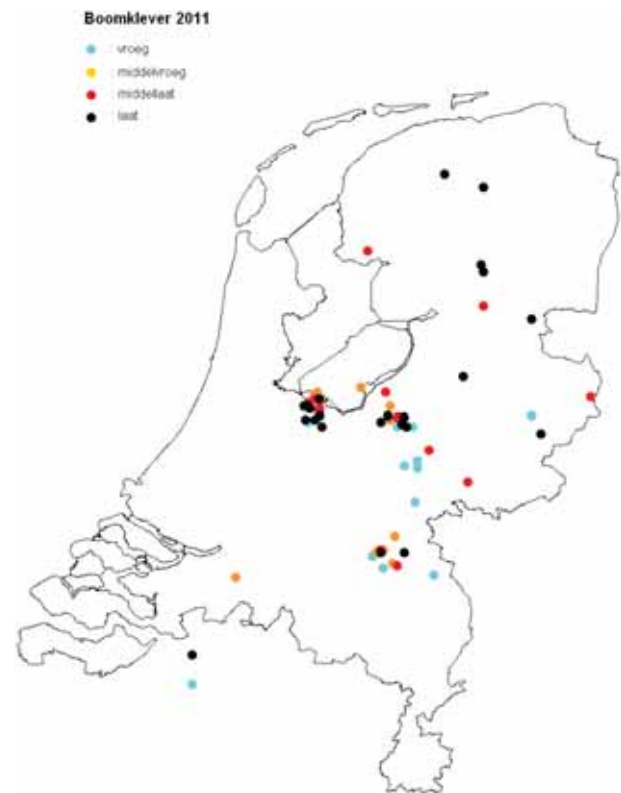 Boomklever 2011
: vroeg
: middelvroeg
: middellaat
: laat